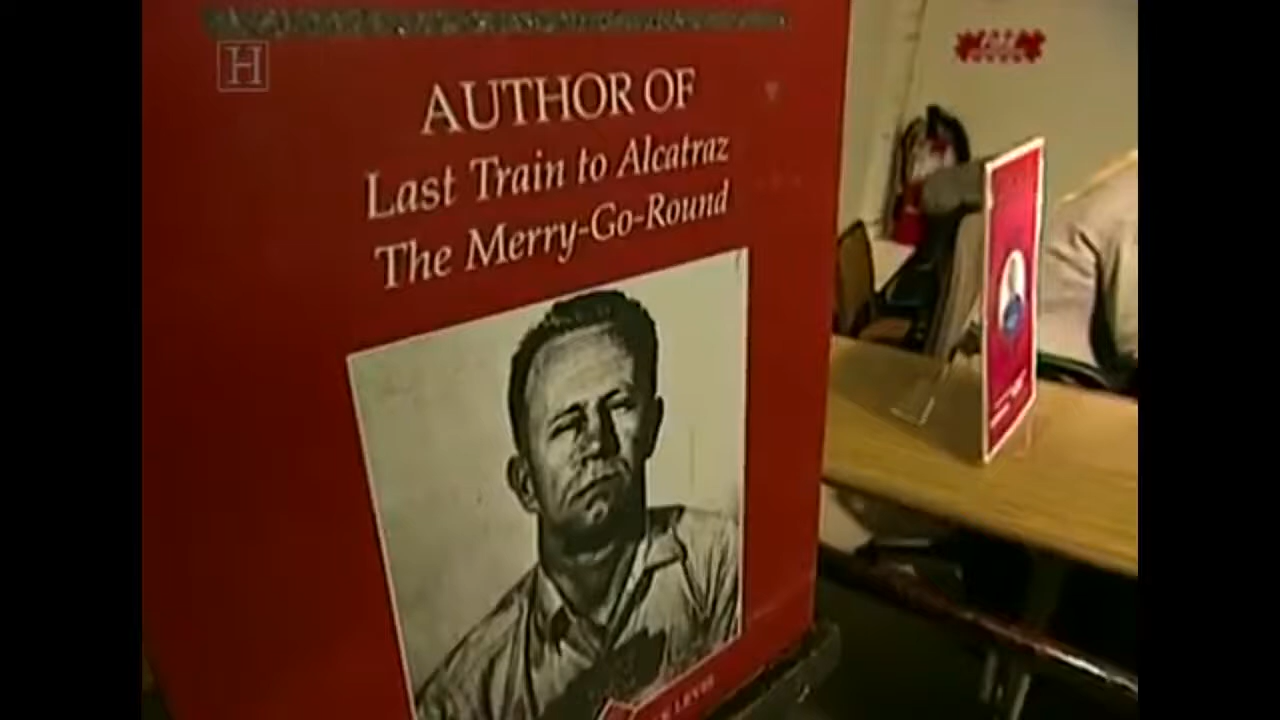 H
AUTHOR OF
Last Train to Alcatraz
The Merry-Go-Round